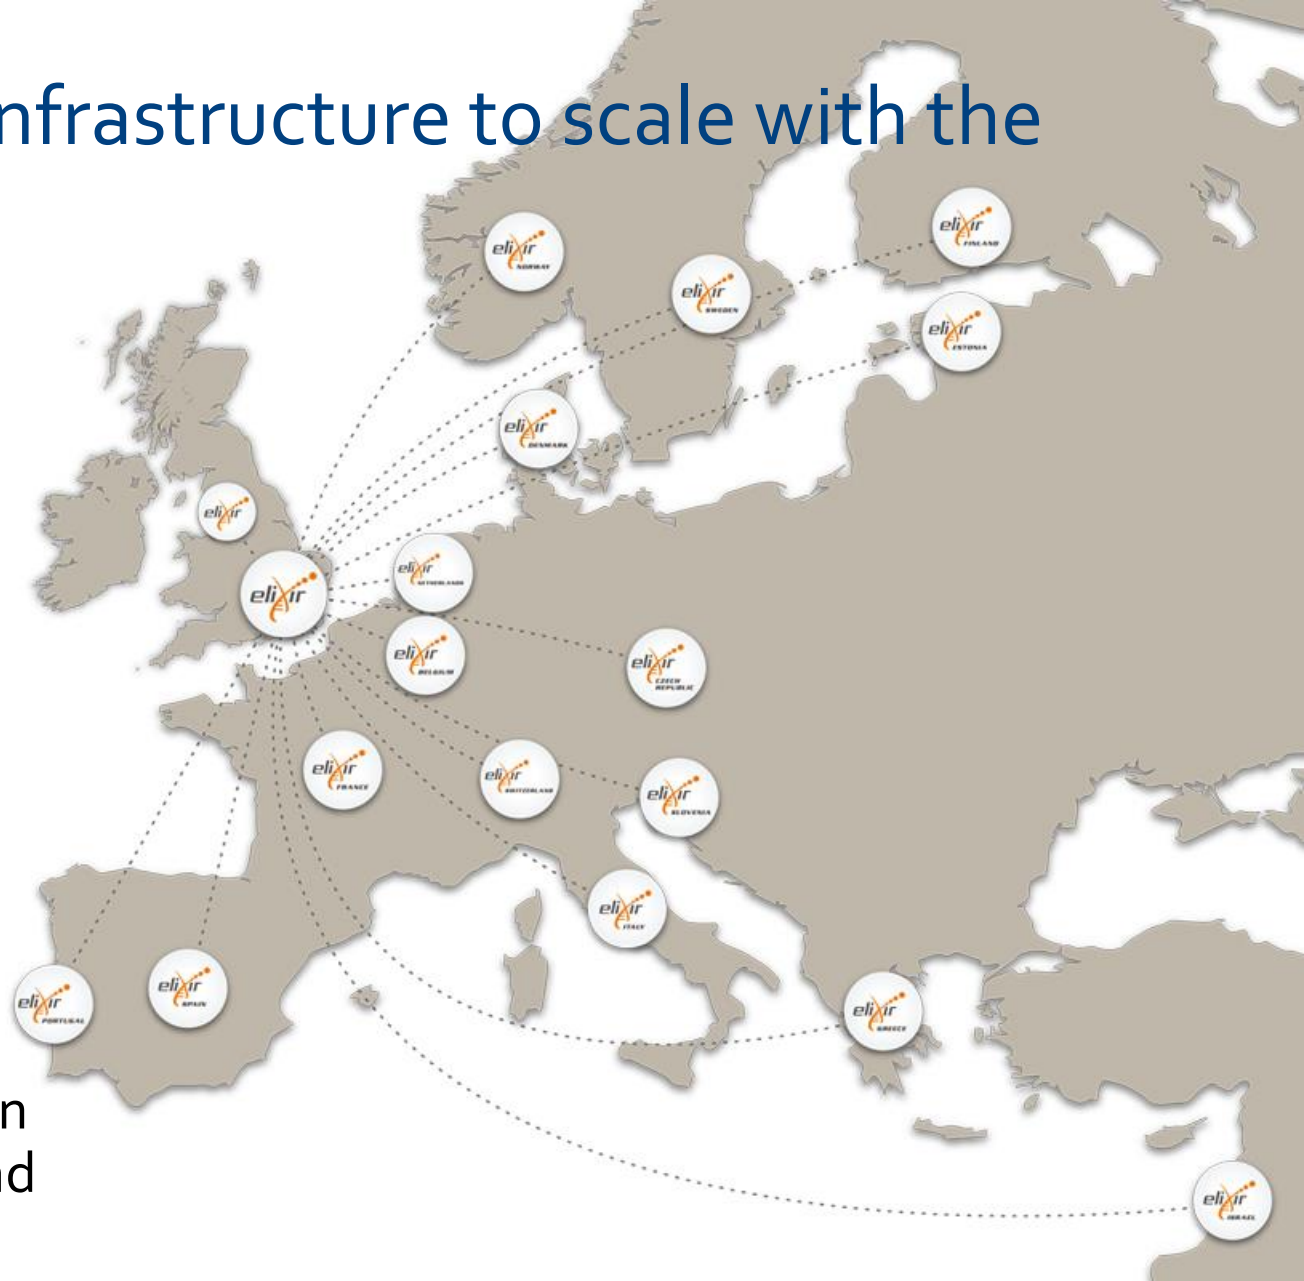 nfrastructure to scale with the
elixir
FINLAND
elixir
NORWAY
elixir
SWEDEN
elixir
ESTONIA
elixir
DENMARK
elixir
elixir
NETHERLANDS
elixir
elixir
BELGIUM
elixir
CZECH
REPUBLIC
elixir
FRANCE
elixir
SWITZERLAND
elixir
SLOVENIA
elixir
ITALY
elixir
SPAIN
elixir
PORTUGAL
elixir
GREECE
n
nd
elixir
ISRAEL